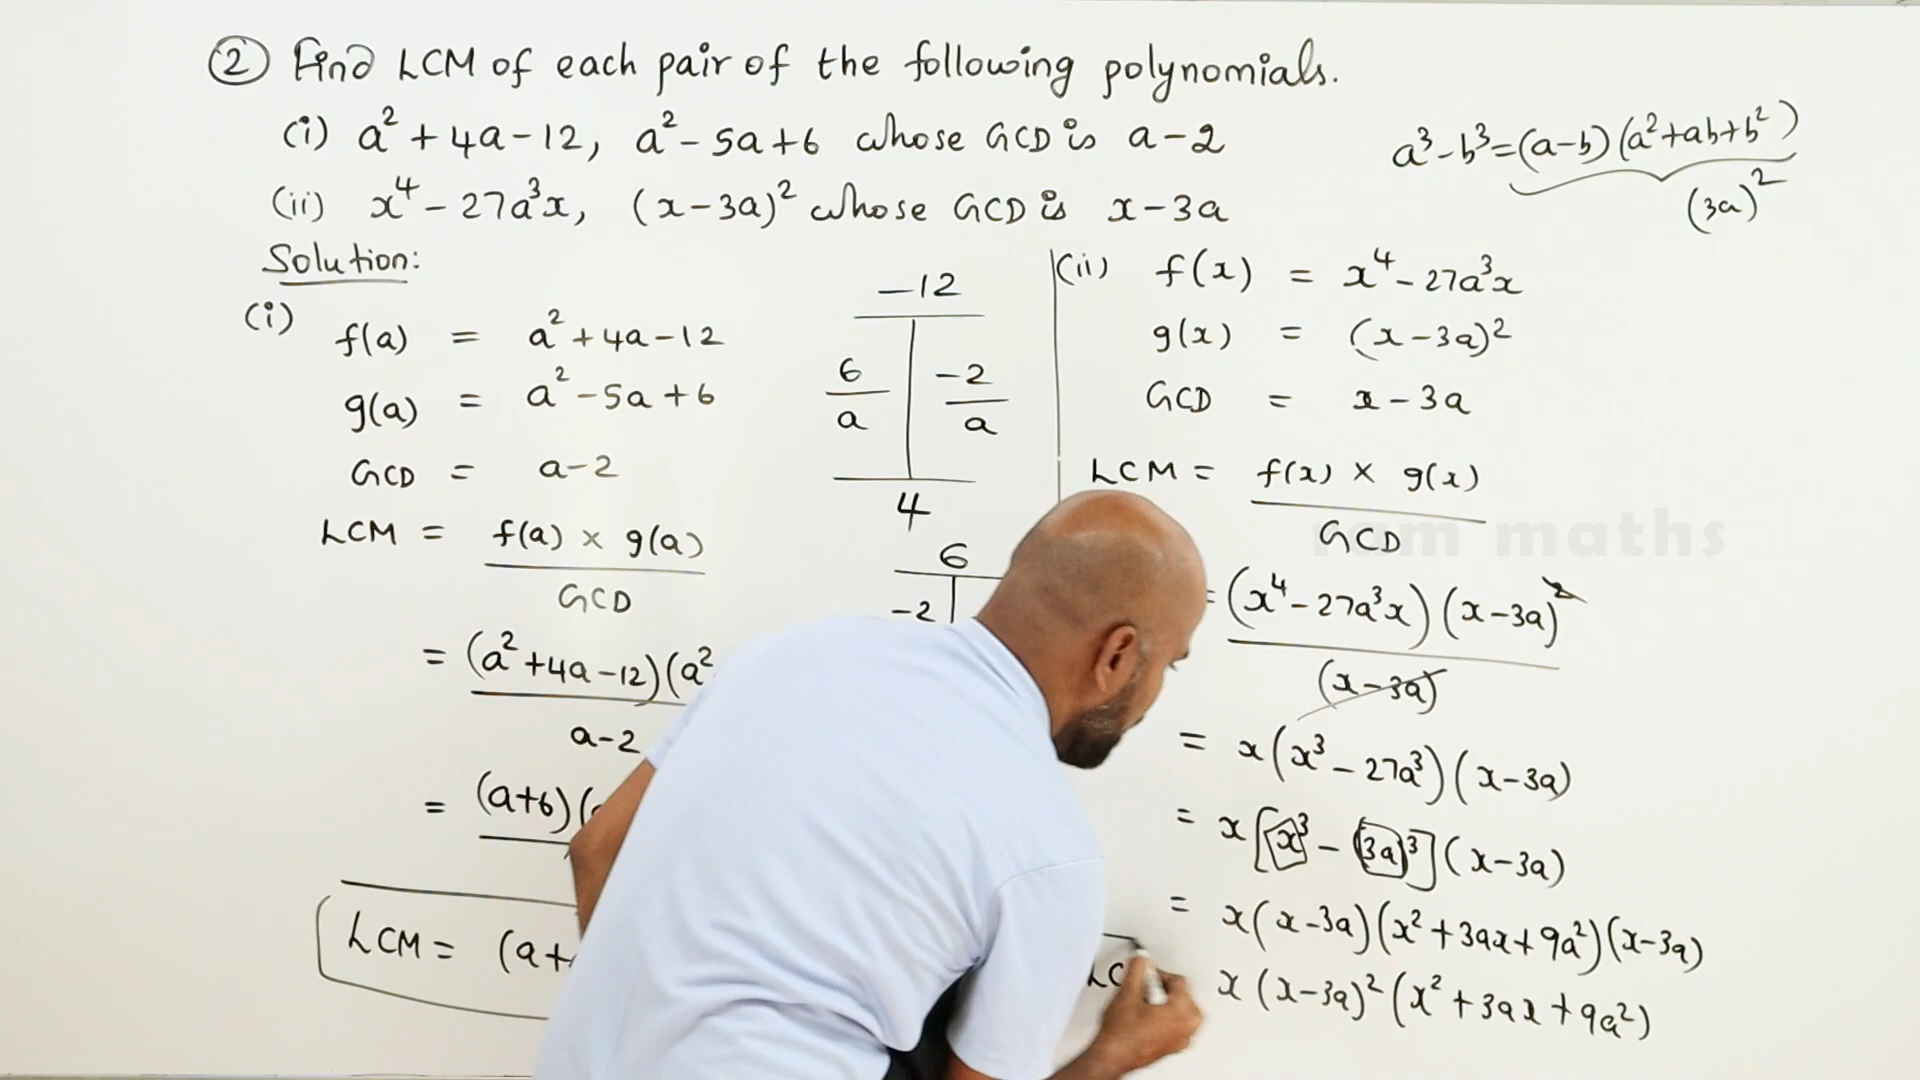 ② Find LCM of each pair of the following polynomials.
(i) a² + 4a - 12, a² - 5a + 6 whose GCD is a - 2
(ii) x⁴ - 27a³x, (x - 3a)² whose GCD is x - 3a
a³ - b³ = (a - b)(a² + ab + b²)
(3a)²
Solution:
(i) f(a) = a² + 4a - 12
g(a) = a² - 5a + 6
GCD = a - 2
LCM = f(a) × g(a)
GCD
= (a² + 4a - 12)(a²
a - 2
= (a+6)(
LCM = (a+
-12
6 -2
a a
4
6
-2
(ii) f(x) = x⁴ - 27a³x
g(x) = (x - 3a)²
GCD = x - 3a
LCM = f(x) × g(x)
GCD
= (x⁴ - 27a³x)(x - 3a)²
(x - 3a)
= x(x³ - 27a³)(x - 3a)
= x[x³ - (3a)³](x - 3a)
= x(x - 3a)(x² + 3ax + 9a²)(x - 3a)
LC x(x - 3a)²(x² + 3ax + 9a²)
ram maths